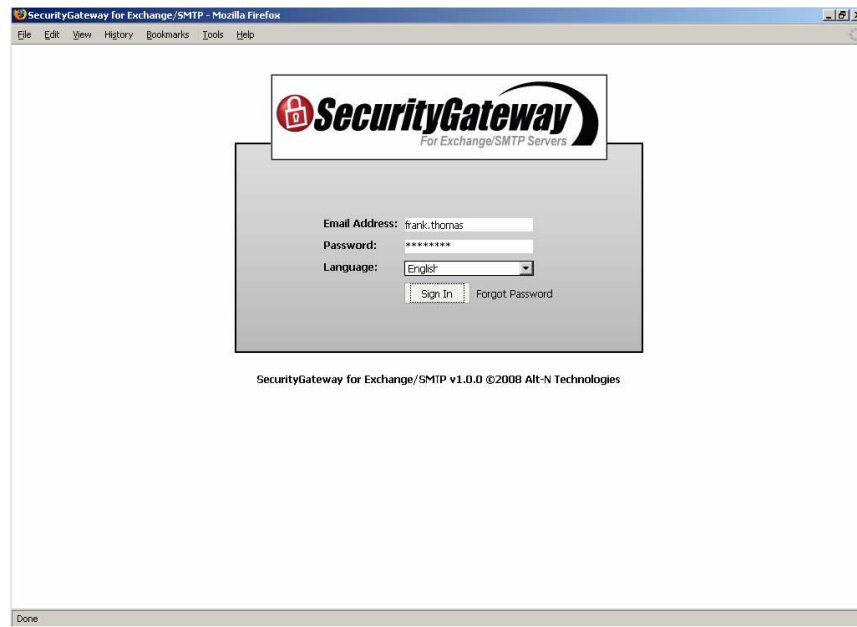 SecurityGateway for Exchange/SMTP - Mozilla Firefox
File Edit View History Bookmarks Tools Help
SecurityGateway
For Exchange/SMTP Servers
Email Address: frank.thomas
Password: ********
Language: English
Sign In Forgot Password
SecurityGateway for Exchange/SMTP v1.0.0 ©2008 Alt-N Technologies
Done